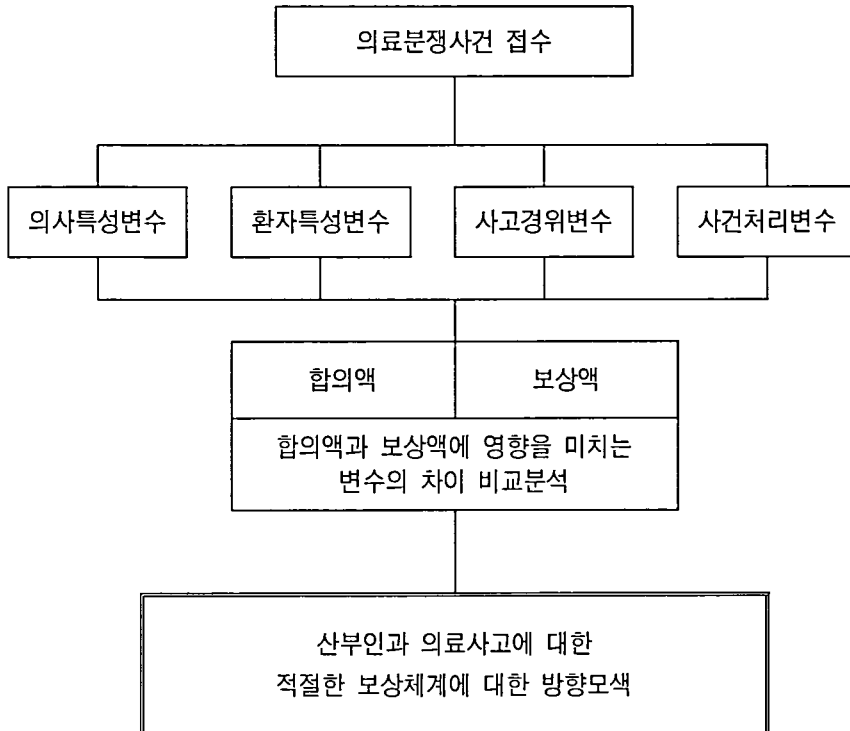 의료분쟁사건 접수
의사특성변수
환자특성변수
사고경위변수
사건처리변수
합의액
보상액
합의액과 보상액에 영향을 미치는
변수의 차이 비교분석
산부인과 의료사고에 대한
적절한 보상체계에 대한 방향모색